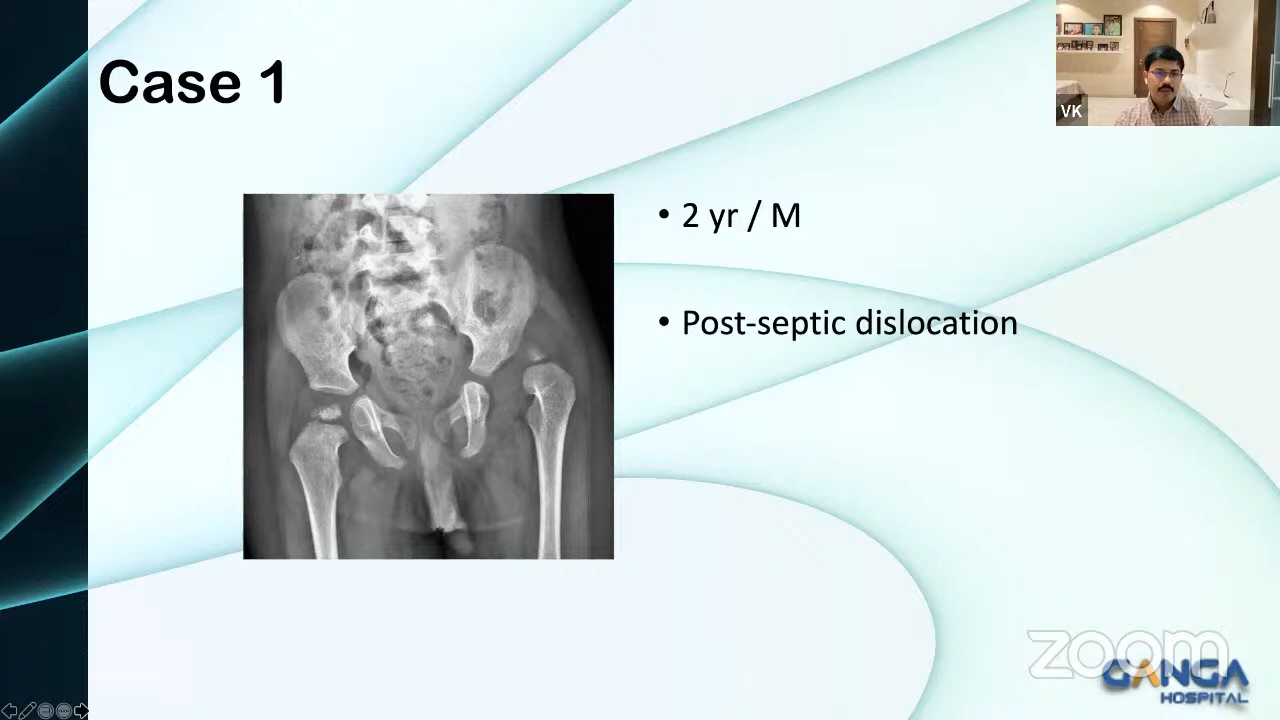 Case 1
VK
• 2 yr / M
• Post-septic dislocation
zoom
GANGA
HOSPITAL